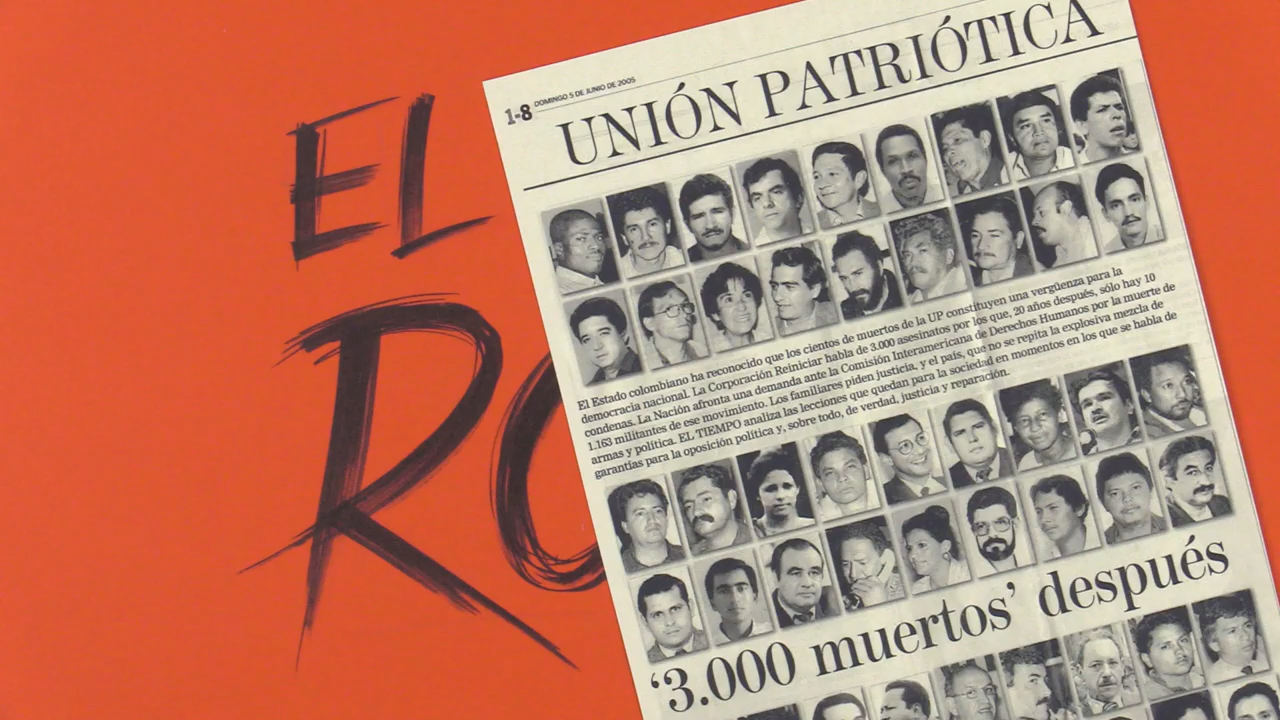 EL
RO
1-8 DOMINGO 5 DE JUNIO DE 2005
UNIÓN PATRIÓTICA
El Estado colombiano ha reconocido que los cientos de muertos de la UP constituyen una vergüenza para la
democracia nacional. La Corporación Reiniciar habla de 3.000 asesinatos por los que, 20 años después, sólo hay 10
condenas. La Nación afronta una demanda ante la Comisión Interamericana de Derechos Humanos por la muerte de
1.163 militantes de ese movimiento. Los familiares piden justicia, y el país, que no se repita la explosiva mezcla de
armas y política. EL TIEMPO analiza las lecciones que quedan para la sociedad en momentos en los que se habla de
garantías para la oposición política y, sobre todo, de verdad, justicia y reparación.
‘3.000 muertos’ después